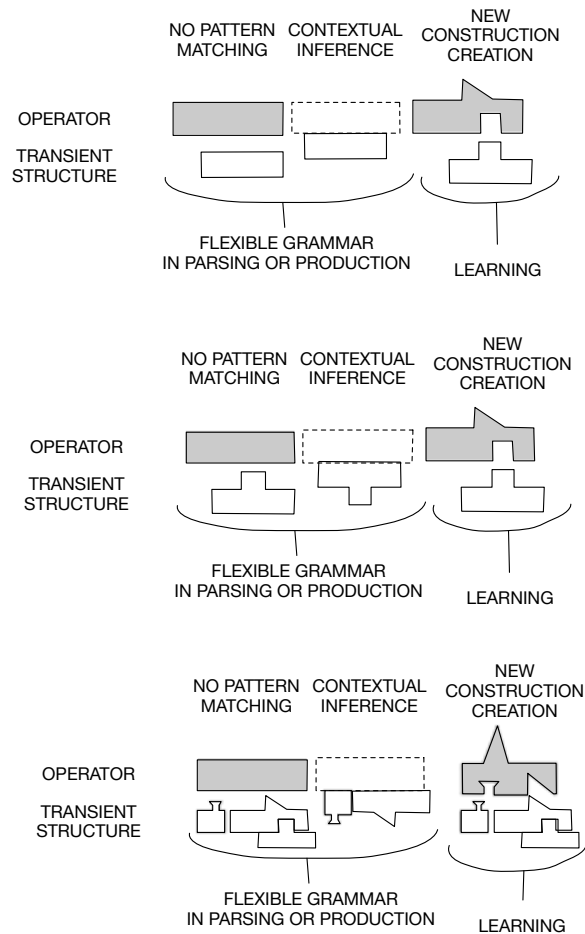 NO PATTERN
MATCHING
CONTEXTUAL
INFERENCE
NEW
CONSTRUCTION
CREATION
OPERATOR
TRANSIENT
STRUCTURE
FLEXIBLE GRAMMAR
IN PARSING OR PRODUCTION
LEARNING
NO PATTERN
MATCHING
CONTEXTUAL
INFERENCE
NEW
CONSTRUCTION
CREATION
OPERATOR
TRANSIENT
STRUCTURE
FLEXIBLE GRAMMAR
IN PARSING OR PRODUCTION
LEARNING
NO PATTERN
MATCHING
CONTEXTUAL
INFERENCE
NEW
CONSTRUCTION
CREATION
OPERATOR
TRANSIENT
STRUCTURE
FLEXIBLE GRAMMAR
IN PARSING OR PRODUCTION
LEARNING